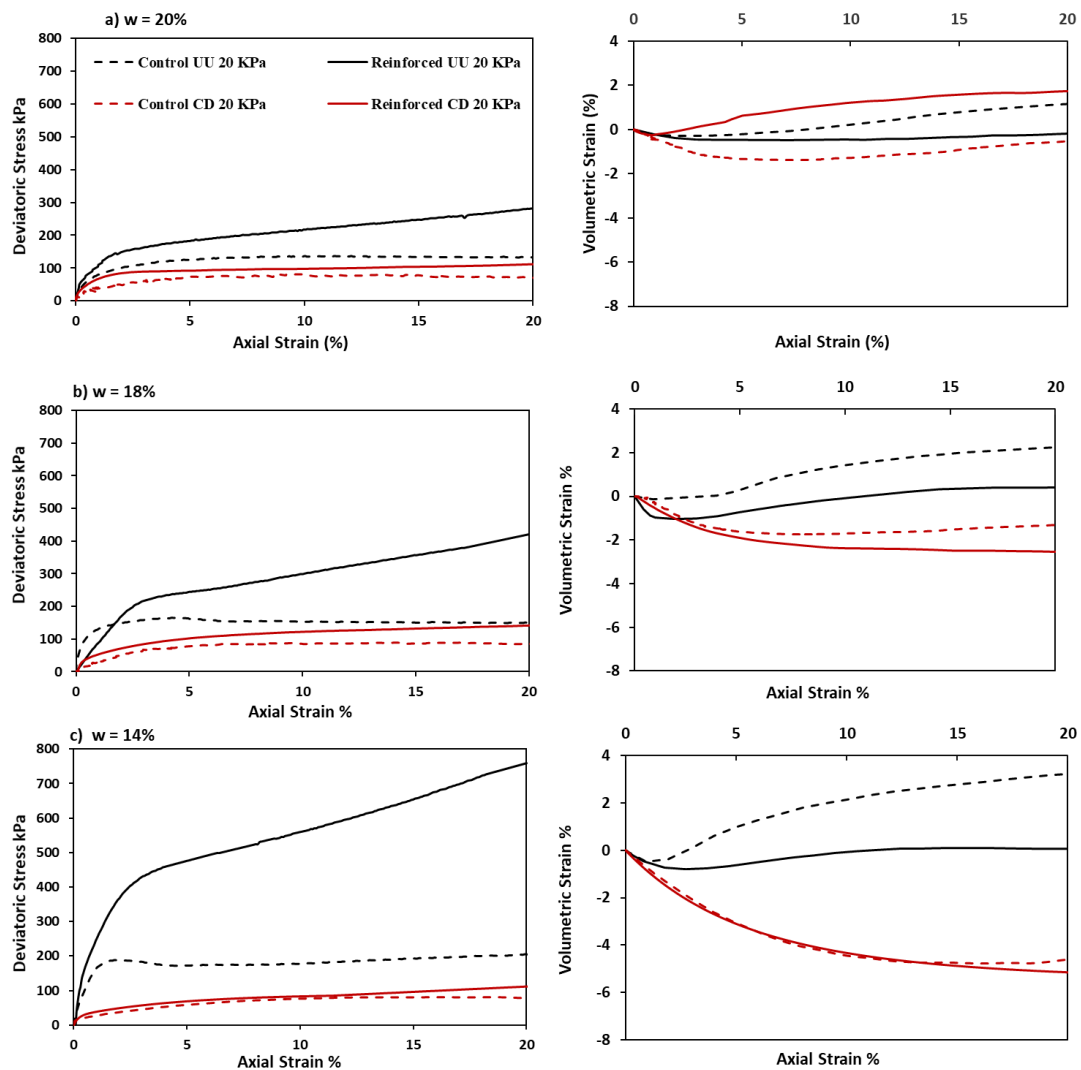 a) w = 20%
Deviatoric Stress kPa
800
700
600
500
400
300
200
100
0
Control UU 20 KPa
Reinforced UU 20 KPa
Control CD 20 KPa
Reinforced CD 20 KPa
0 5 10 15 20
Axial Strain (%)
0 5 10 15 20
Volumetric Strain (%)
4
2
0
-2
-4
-6
-8
Axial Strain (%)
b) w = 18%
Deviatoric Stress kPa
800
700
600
500
400
300
200
100
0
0 5 10 15 20
Axial Strain %
0 5 10 15 20
Volumetric Strain %
4
2
0
-2
-4
-6
-8
Axial Strain %
c) w = 14%
Deviatoric Stress kPa
800
700
600
500
400
300
200
100
0
0 5 10 15 20
Axial Strain %
0 5 10 15 20
Volumetric Strain %
4
2
0
-2
-4
-6
-8
Axial Strain %